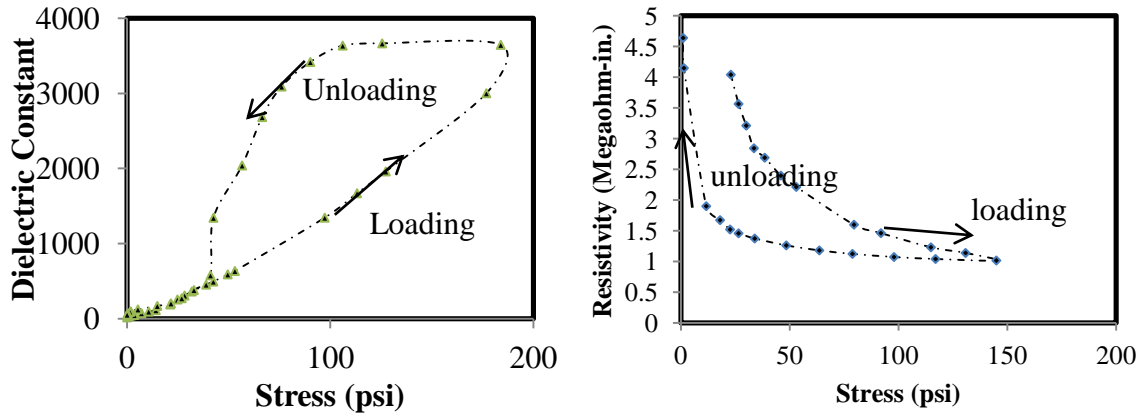 Dielectric Constant
4000
3000
2000
1000
0
Unloading
Loading
0 100 200
Stress (psi)
Resistivity (Megaohm-in.)
5
4.5
4
3.5
3
2.5
2
1.5
1
0.5
0
unloading
loading
0 50 100 150 200
Stress (psi)